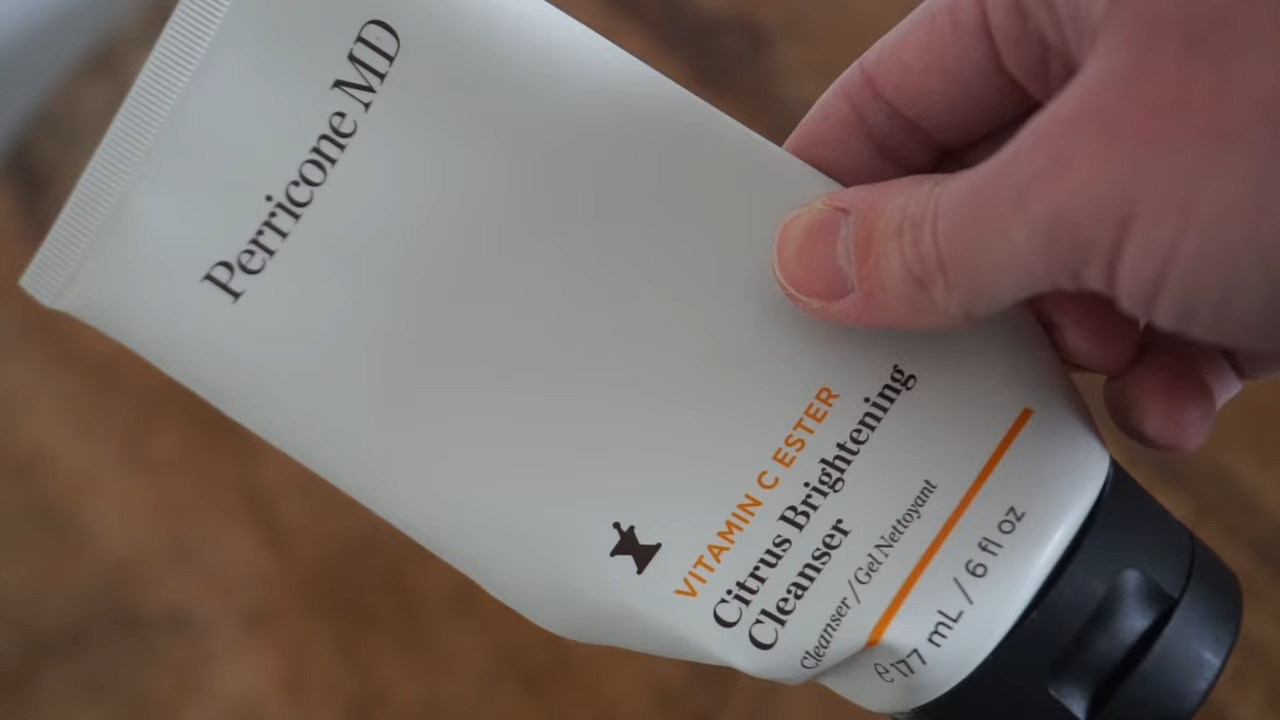 Perricone MD
VITAMIN C ESTER
Citrus Brightening
Cleanser
Cleanser / Gel Nettoyant
℮177 mL / 6 fl oz